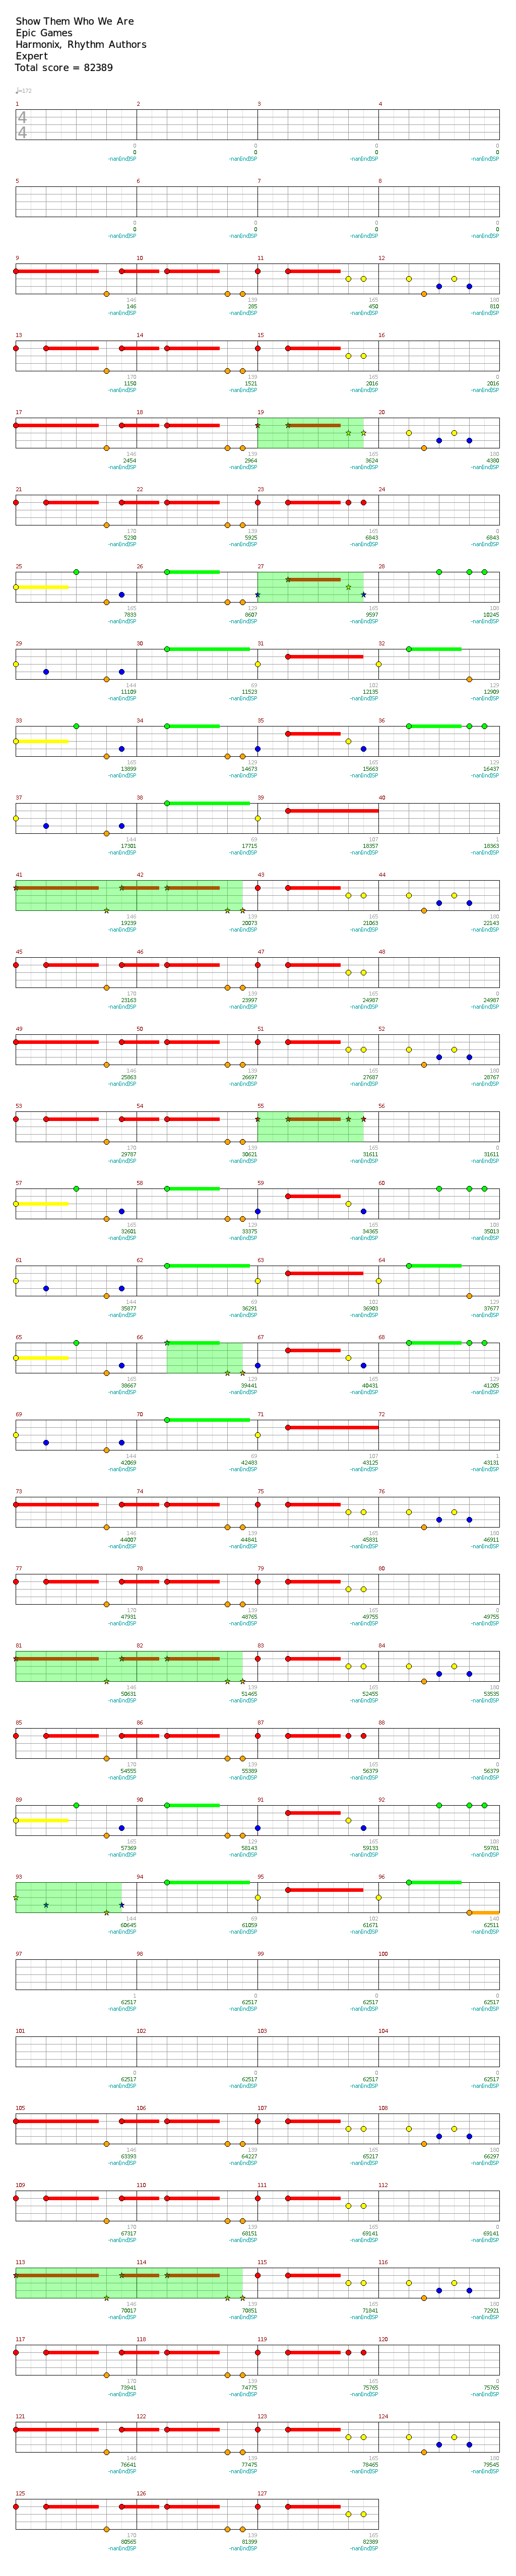 Show Them Who We Are
Epic Games
Harmonix, Rhythm Authors
Expert
Total score = 82389
♩=172
1 2 3 4
4
4
0 0 0 0
0 0 0 0
-nanEndSP -nanEndSP -nanEndSP -nanEndSP
5 6 7 8
0 0 0 0
0 0 0 0
-nanEndSP -nanEndSP -nanEndSP -nanEndSP
9 10 11 12
146 139 165 180
146 285 450 810
-nanEndSP -nanEndSP -nanEndSP -nanEndSP
13 14 15 16
170 139 165 0
1150 1521 2016 2016
-nanEndSP -nanEndSP -nanEndSP -nanEndSP
17 18 19 20
146 139 165 180
2454 2964 3624 4380
-nanEndSP -nanEndSP -nanEndSP -nanEndSP
21 22 23 24
170 139 165 0
5230 5925 6843 6843
-nanEndSP -nanEndSP -nanEndSP -nanEndSP
25 26 27 28
165 129 165 108
7833 8607 9597 10245
-nanEndSP -nanEndSP -nanEndSP -nanEndSP
29 30 31 32
144 69 102 129
11109 11523 12135 12909
-nanEndSP -nanEndSP -nanEndSP -nanEndSP
33 34 35 36
165 129 165 129
13899 14673 15663 16437
-nanEndSP -nanEndSP -nanEndSP -nanEndSP
37 38 39 40
144 69 107 1
17301 17715 18357 18363
-nanEndSP -nanEndSP -nanEndSP -nanEndSP
41 42 43 44
146 139 165 180
19239 20073 21063 22143
-nanEndSP -nanEndSP -nanEndSP -nanEndSP
45 46 47 48
170 139 165 0
23163 23997 24987 24987
-nanEndSP -nanEndSP -nanEndSP -nanEndSP
49 50 51 52
146 139 165 180
25863 26697 27687 28767
-nanEndSP -nanEndSP -nanEndSP -nanEndSP
53 54 55 56
170 139 165 0
29787 30621 31611 31611
-nanEndSP -nanEndSP -nanEndSP -nanEndSP
57 58 59 60
165 129 165 108
32601 33375 34365 35013
-nanEndSP -nanEndSP -nanEndSP -nanEndSP
61 62 63 64
144 69 102 129
35877 36291 36903 37677
-nanEndSP -nanEndSP -nanEndSP -nanEndSP
65 66 67 68
165 129 165 129
38667 39441 40431 41205
-nanEndSP -nanEndSP -nanEndSP -nanEndSP
69 70 71 72
144 69 107 1
42069 42483 43125 43131
-nanEndSP -nanEndSP -nanEndSP -nanEndSP
73 74 75 76
146 139 165 180
44007 44841 45831 46911
-nanEndSP -nanEndSP -nanEndSP -nanEndSP
77 78 79 80
170 139 165 0
47931 48765 49755 49755
-nanEndSP -nanEndSP -nanEndSP -nanEndSP
81 82 83 84
146 139 165 180
50631 51465 52455 53535
-nanEndSP -nanEndSP -nanEndSP -nanEndSP
85 86 87 88
170 139 165 0
54555 55389 56379 56379
-nanEndSP -nanEndSP -nanEndSP -nanEndSP
89 90 91 92
165 129 165 108
57369 58143 59133 59781
-nanEndSP -nanEndSP -nanEndSP -nanEndSP
93 94 95 96
144 69 102 140
60645 61059 61671 62511
-nanEndSP -nanEndSP -nanEndSP -nanEndSP
97 98 99 100
1 0 0 0
62517 62517 62517 62517
-nanEndSP -nanEndSP -nanEndSP -nanEndSP
101 102 103 104
0 0 0 0
62517 62517 62517 62517
-nanEndSP -nanEndSP -nanEndSP -nanEndSP
105 106 107 108
146 139 165 180
63393 64227 65217 66297
-nanEndSP -nanEndSP -nanEndSP -nanEndSP
109 110 111 112
170 139 165 0
67317 68151 69141 69141
-nanEndSP -nanEndSP -nanEndSP -nanEndSP
113 114 115 116
146 139 165 180
70017 70851 71841 72921
-nanEndSP -nanEndSP -nanEndSP -nanEndSP
117 118 119 120
170 139 165 0
73941 74775 75765 75765
-nanEndSP -nanEndSP -nanEndSP -nanEndSP
121 122 123 124
146 139 165 180
76641 77475 78465 79545
-nanEndSP -nanEndSP -nanEndSP -nanEndSP
125 126 127
170 139 165
80565 81399 82389
-nanEndSP -nanEndSP -nanEndSP